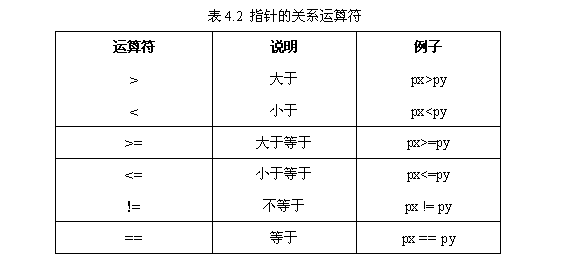 表4.2 指针的关系运算符
运算符 说明 例子
> 大于 px>py
< 小于 px<py
>= 大于等于 px>=py
<= 小于等于 px<=py
!= 不等于 px != py
== 等于 px == py